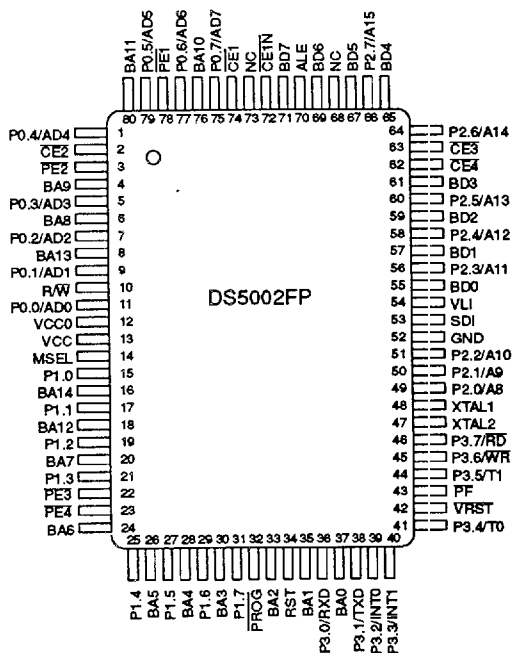 BA11
P0.5/AD5
PE1
P0.6/AD6
BA10
P0.7/AD7
CE1
NC
CE1N
BD7
ALE
BD6
NC
BD5
P2.7/A15
BD4
80 79 78 77 76 75 74 73 72 71 70 69 68 67 66 65
P0.4/AD4 1
CE2 2
PE2 3
BA9 4
P0.3/AD3 5
BA8 6
P0.2/AD2 7
BA13 8
P0.1/AD1 9
R/W 10
P0.0/AD0 11
VCC0 12
VCC 13
MSEL 14
P1.0 15
BA14 16
P1.1 17
BA12 18
P1.2 19
BA7 20
P1.3 21
PE3 22
PE4 23
BA6 24
DS5002FP
64 P2.6/A14
63 CE3
62 CE4
61 BD3
60 P2.5/A13
59 BD2
58 P2.4/A12
57 BD1
56 P2.3/A11
55 BD0
54 VLI
53 SDI
52 GND
51 P2.2/A10
50 P2.1/A9
49 P2.0/A8
48 XTAL1
47 XTAL2
46 P3.7/RD
45 P3.6/WR
44 P3.5/T1
43 PF
42 VRST
41 P3.4/T0
25 26 27 28 29 30 31 32 33 34 35 36 37 38 39 40
P1.4
BA5
P1.5
BA4
P1.6
BA3
P1.7
PROG
BA2
RST
BA1
P3.0/RXD
BA0
P3.1/TXD
P3.2/INT0
P3.3/INT1